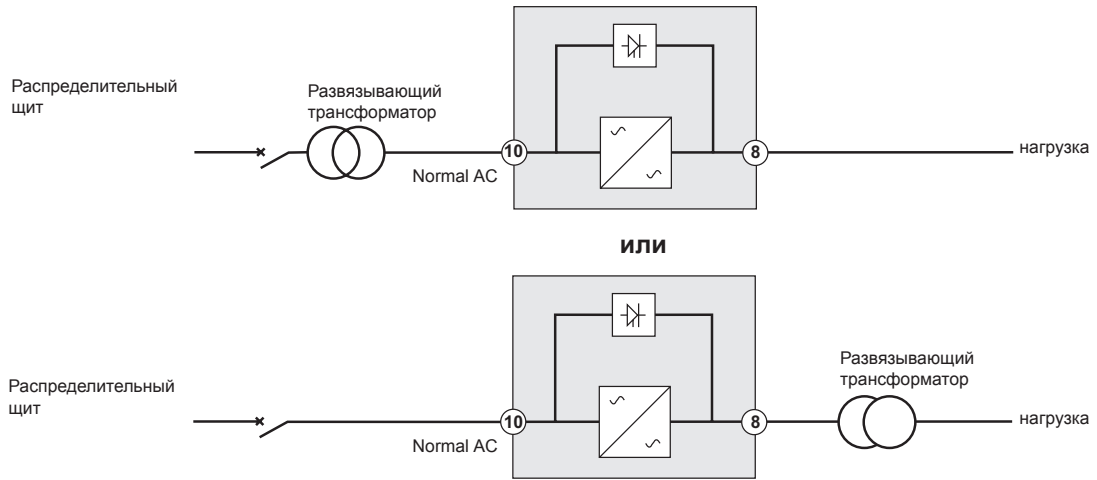 Распределительный
щит
Развязывающий
трансформатор
10
8
Normal AC
нагрузка
или
Распределительный
щит
Развязывающий
трансформатор
10
8
Normal AC
нагрузка